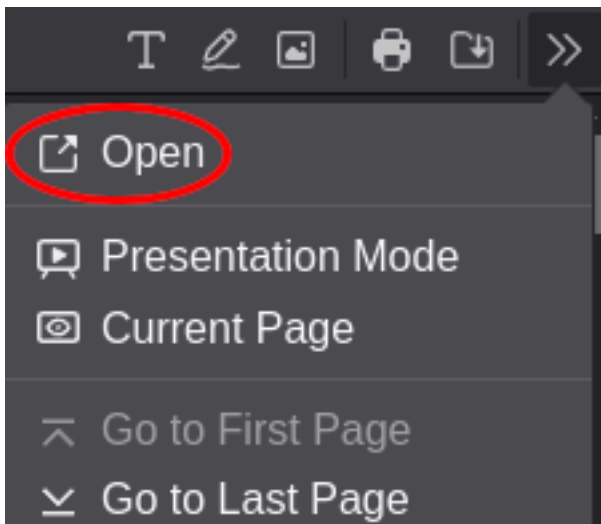 Open
Presentation Mode
Current Page
Go to First Page
Go to Last Page